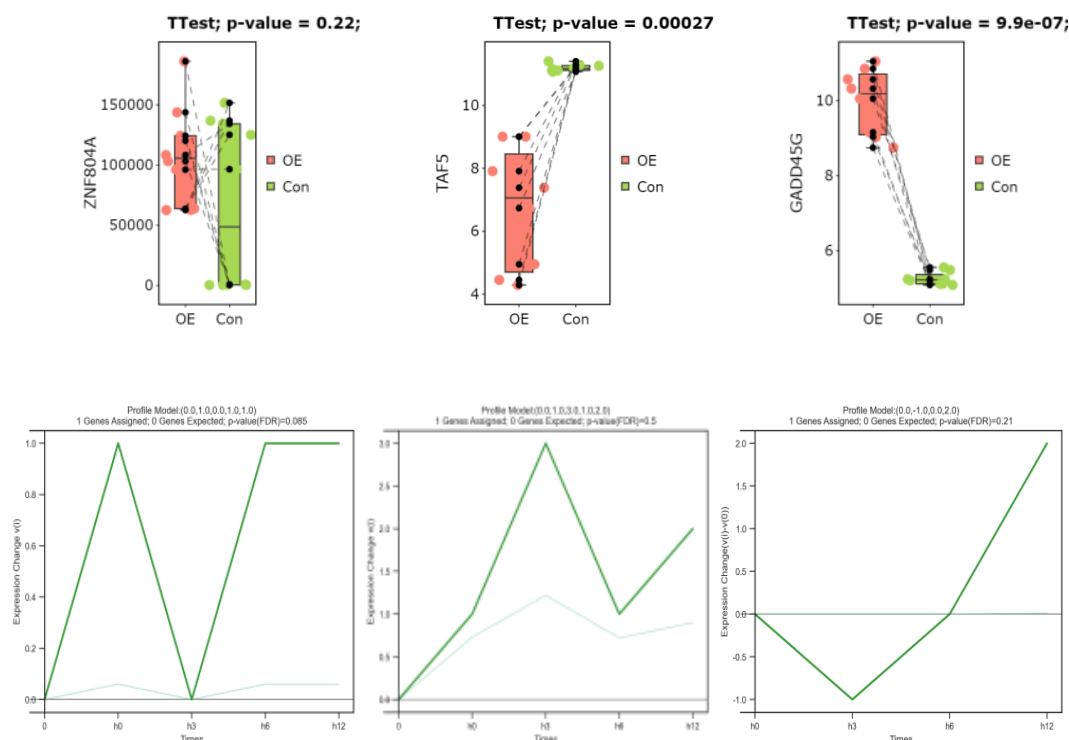 TTest; p-value = 0.22;
ZNF804A
150000
100000
50000
0
OE
Con
OE
Con
TTest; p-value = 0.00027
TAF5
10
8
6
4
OE
Con
OE
Con
TTest; p-value = 9.9e-07;
GADD45G
10
8
6
OE
Con
OE
Con
Profile Model:(0.0,1.0,0.0,1.0,1.0)
1 Genes Assigned; 0 Genes Expected; p-value(FDR)=0.085
Expression Change v(i)
1.0
0.8
0.6
0.4
0.2
0.0
0
h0
h3
h6
h12
Times
Profile Model:(0.0,1.0,3.0,1.0,2.0)
1 Genes Assigned; 0 Genes Expected; p-value(FDR)=0.5
Expression Change v(i)
3.0
2.5
2.0
1.5
1.0
0.5
0.0
0
h0
h3
h6
h12
Times
Profile Model:(0.0,-1.0,0.0,2.0)
1 Genes Assigned; 0 Genes Expected; p-value(FDR)=0.21
Expression Change(v(i)-v(0))
2.0
1.5
1.0
0.5
0.0
-0.5
-1.0
h0
h3
h6
h12
Times